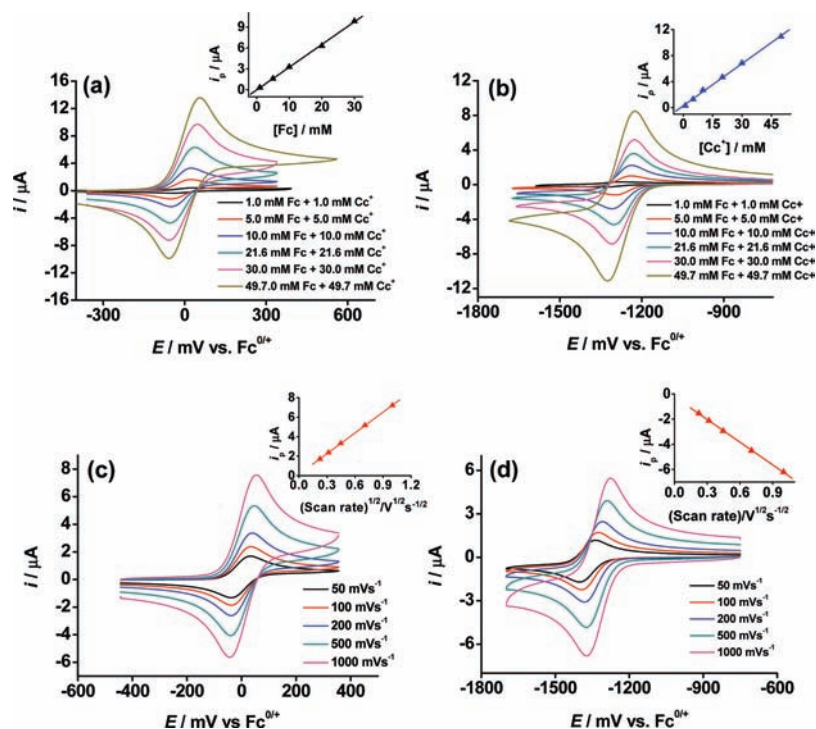 (a)
i / μA
16
12
8
4
0
-4
-8
-12
-16
-300 0 300 600
E / mV vs. Fc0/+
iₚ / μA
12
9
6
3
0
0 10 20 30
[Fc] / mM
1.0 mM Fc + 1.0 mM Cc⁺
5.0 mM Fc + 5.0 mM Cc⁺
10.0 mM Fc + 10.0 mM Cc⁺
21.6 mM Fc + 21.6 mM Cc⁺
30.0 mM Fc + 30.0 mM Cc⁺
49.7.0 mM Fc + 49.7 mM Cc⁺
(b)
i / μA
12
8
4
0
-4
-8
-12
-1800 -1500 -1200 -900
E / mV vs. Fc0/+
iₚ / μA
12
8
4
0
0 15 30 45
[Cc⁺] / mM
1.0 mM Fc + 1.0 mM Cc+
5.0 mM Fc + 5.0 mM Cc+
10.0 mM Fc + 10.0 mM Cc+
21.6 mM Fc + 21.6 mM Cc+
30.0 mM Fc + 30.0 mM Cc+
49.7 mM Fc + 49.7 mM Cc+
(c)
i / μA
8
6
4
2
0
-2
-4
-6
-600 -400 -200 0 200 400
E / mV vs Fc0/+
iₚ / μA
8
6
4
2
0
0.0 0.3 0.6 0.9 1.2
(Scan rate)1/2/V1/2s-1/2
50 mVs-1
100 mVs-1
200 mVs-1
500 mVs-1
1000 mVs-1
(d)
i / μA
6
3
0
-3
-6
-1800 -1500 -1200 -900 -600
E / mV vs. Fc0/+
iₚ / μA
0
-2
-4
-6
0.0 0.3 0.6 0.9
(Scan rate)/V1/2s-1/2
50 mVs-1
100 mVs-1
200 mVs-1
500 mVs-1
1000 mVs-1